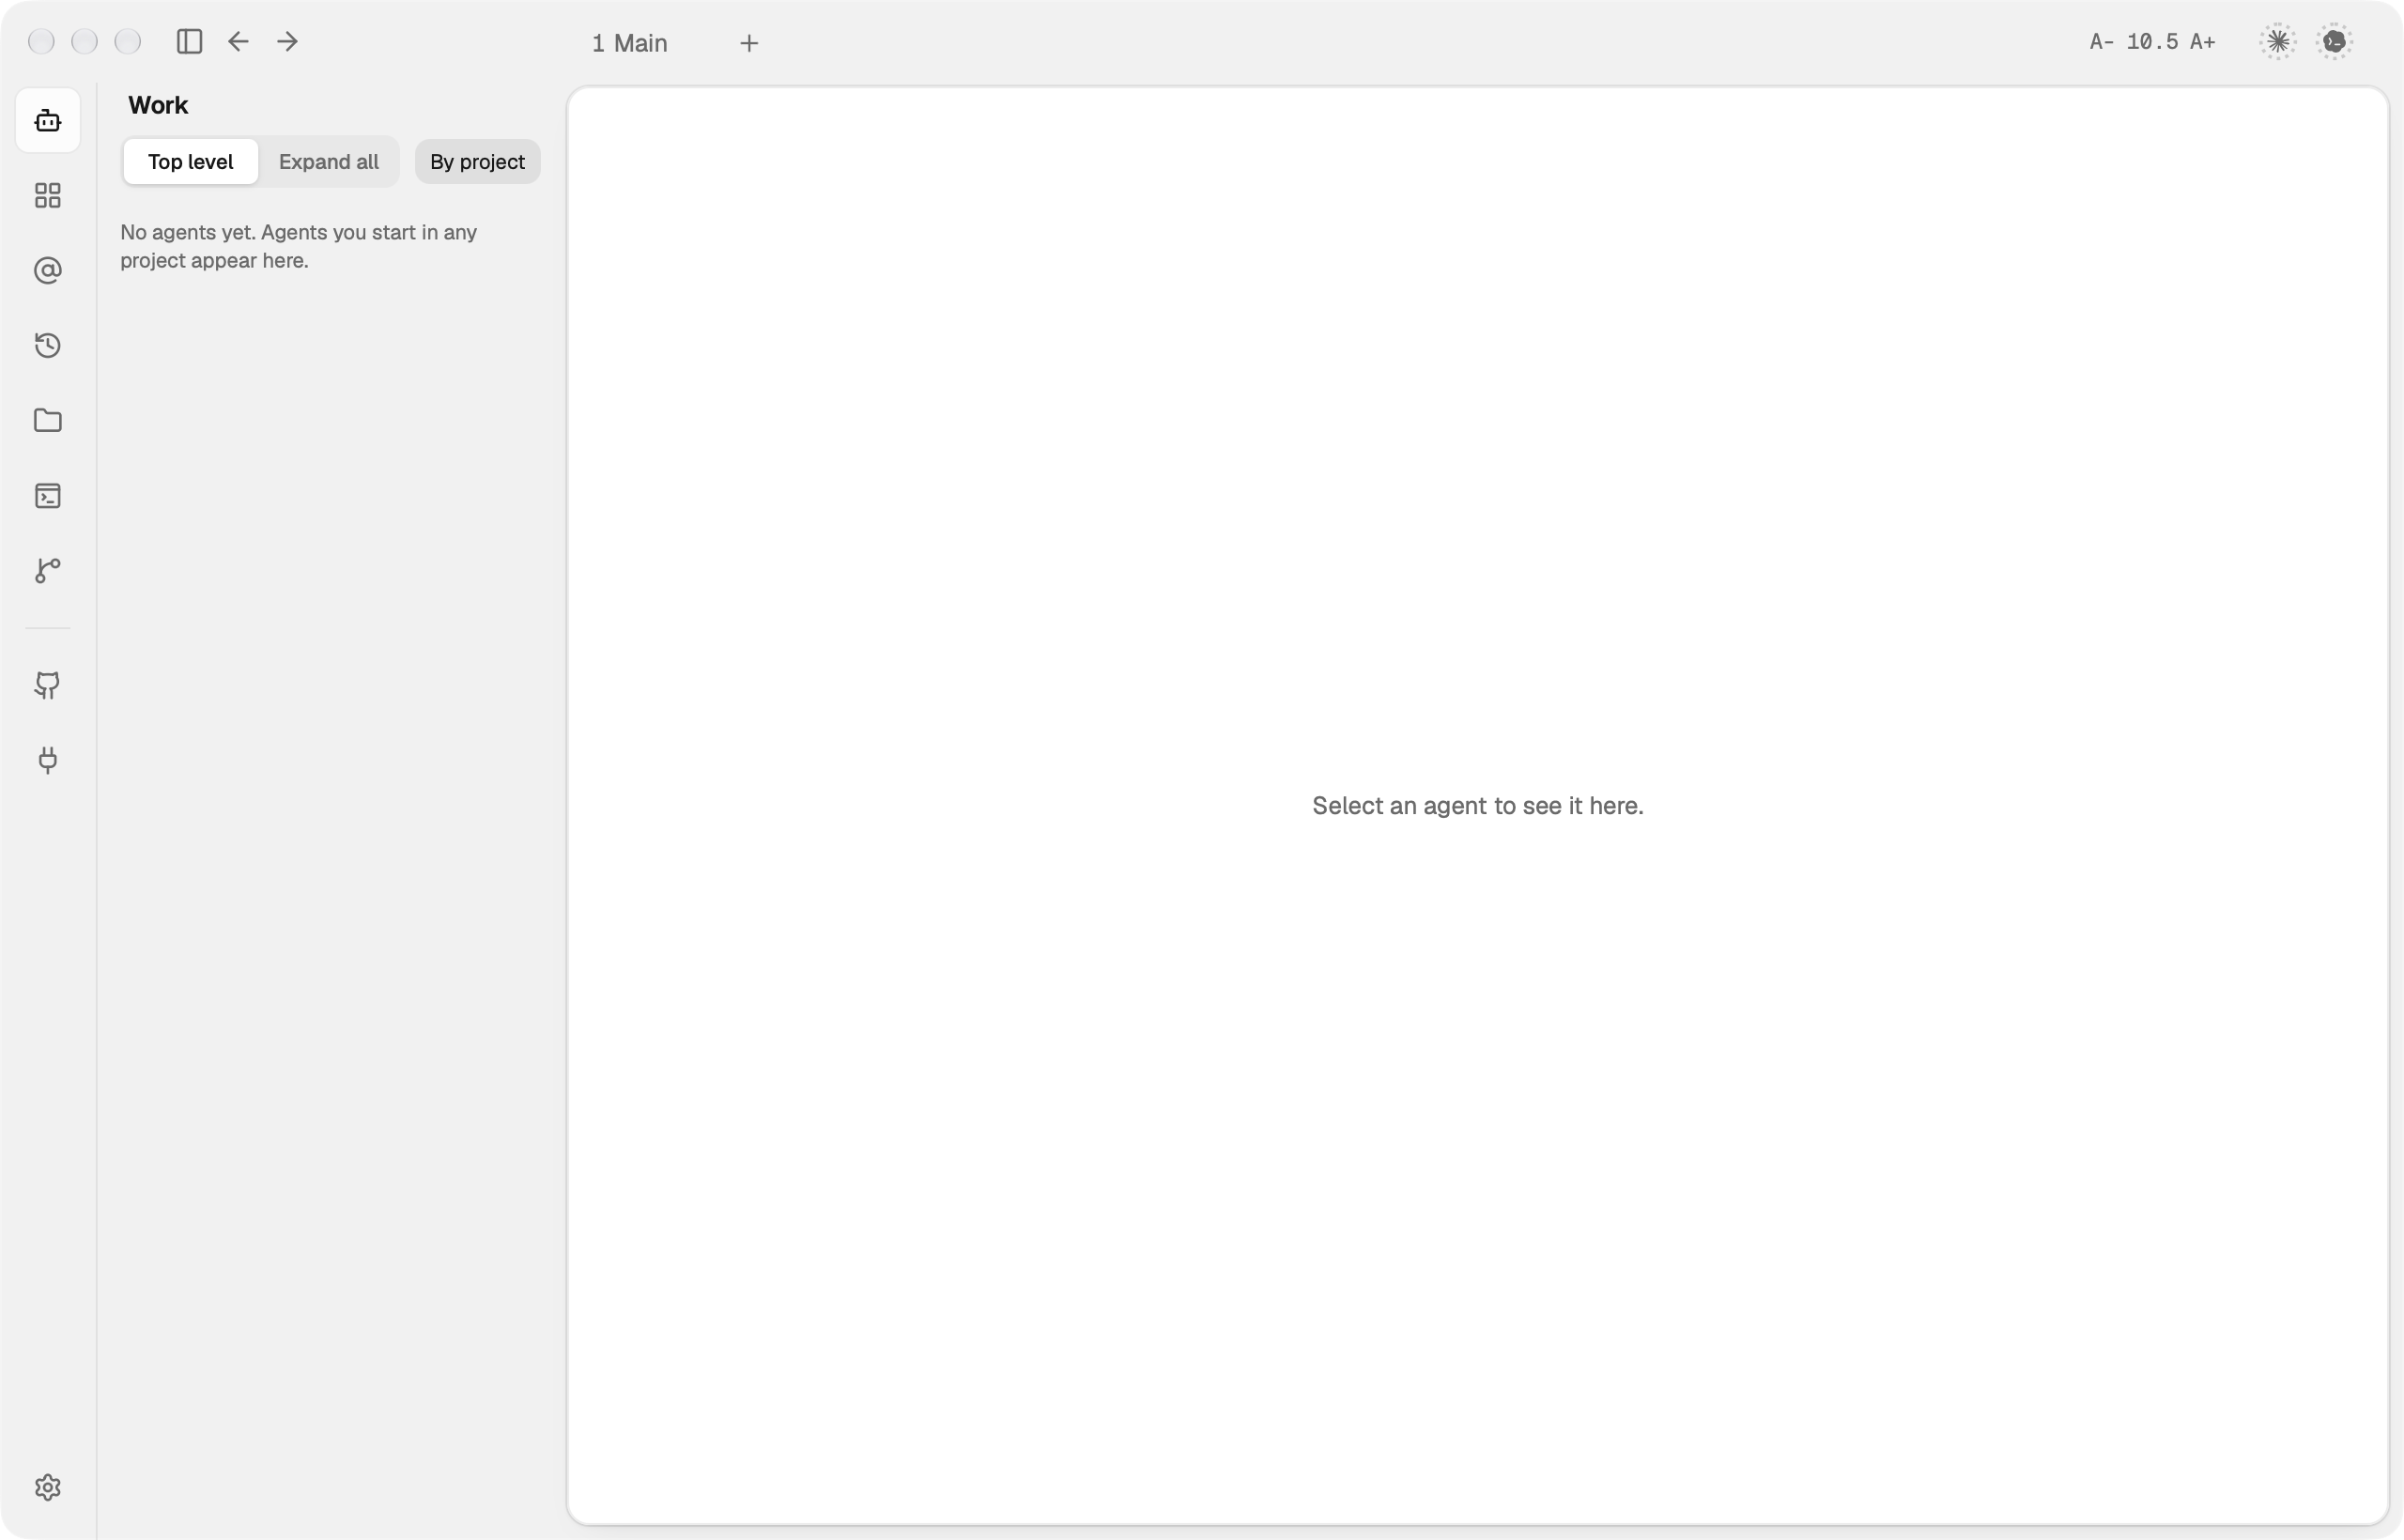 1 Main
A- 10.5 A+
Work
Top level
Expand all
By project
No agents yet. Agents you start in any
project appear here.
Select an agent to see it here.